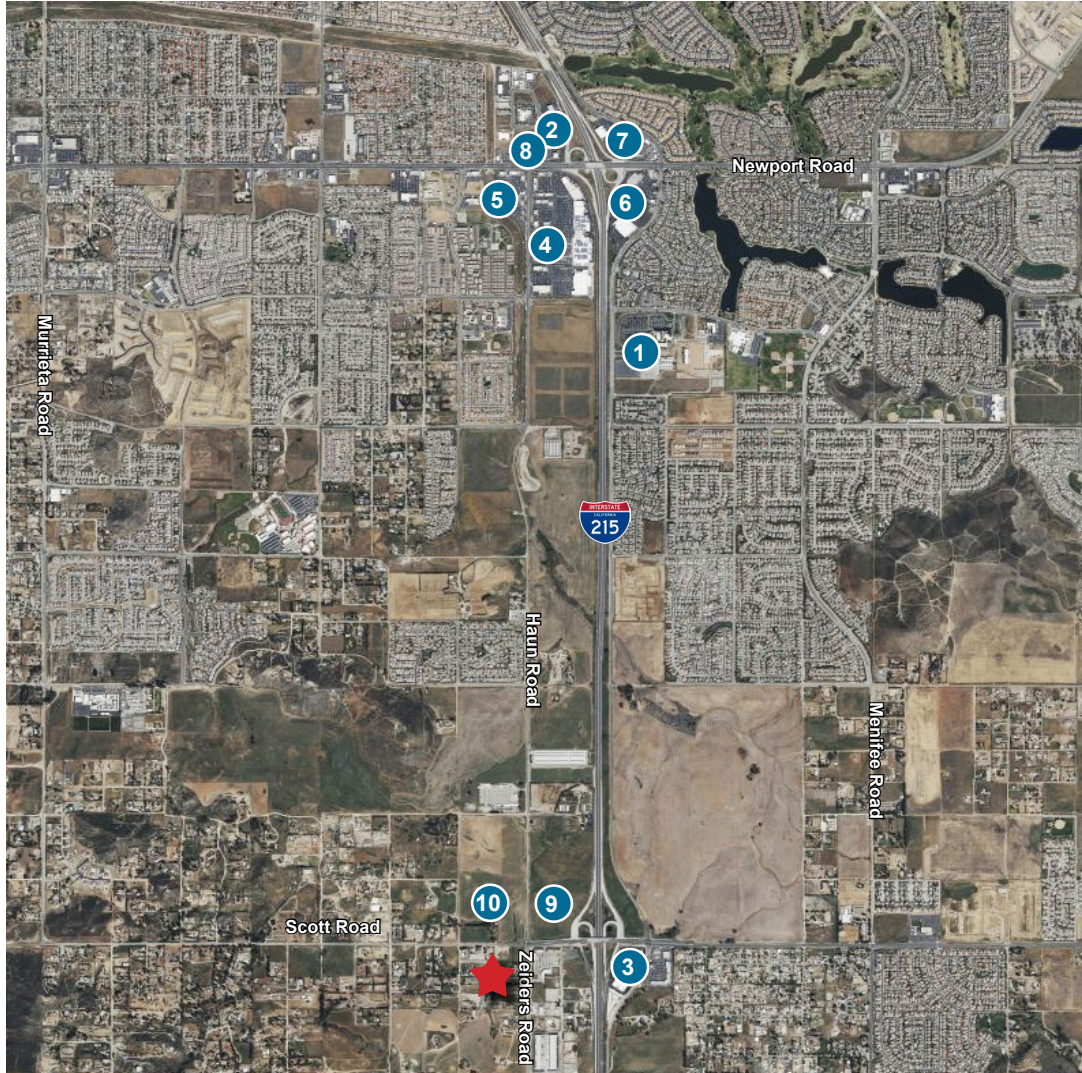 2
7
8
Newport Road
5
6
4
1
Murrieta Road
INTERSTATE
CALIFORNIA
215
Haun Road
Menifee Road
10
9
Scott Road
3
Zeiders Road